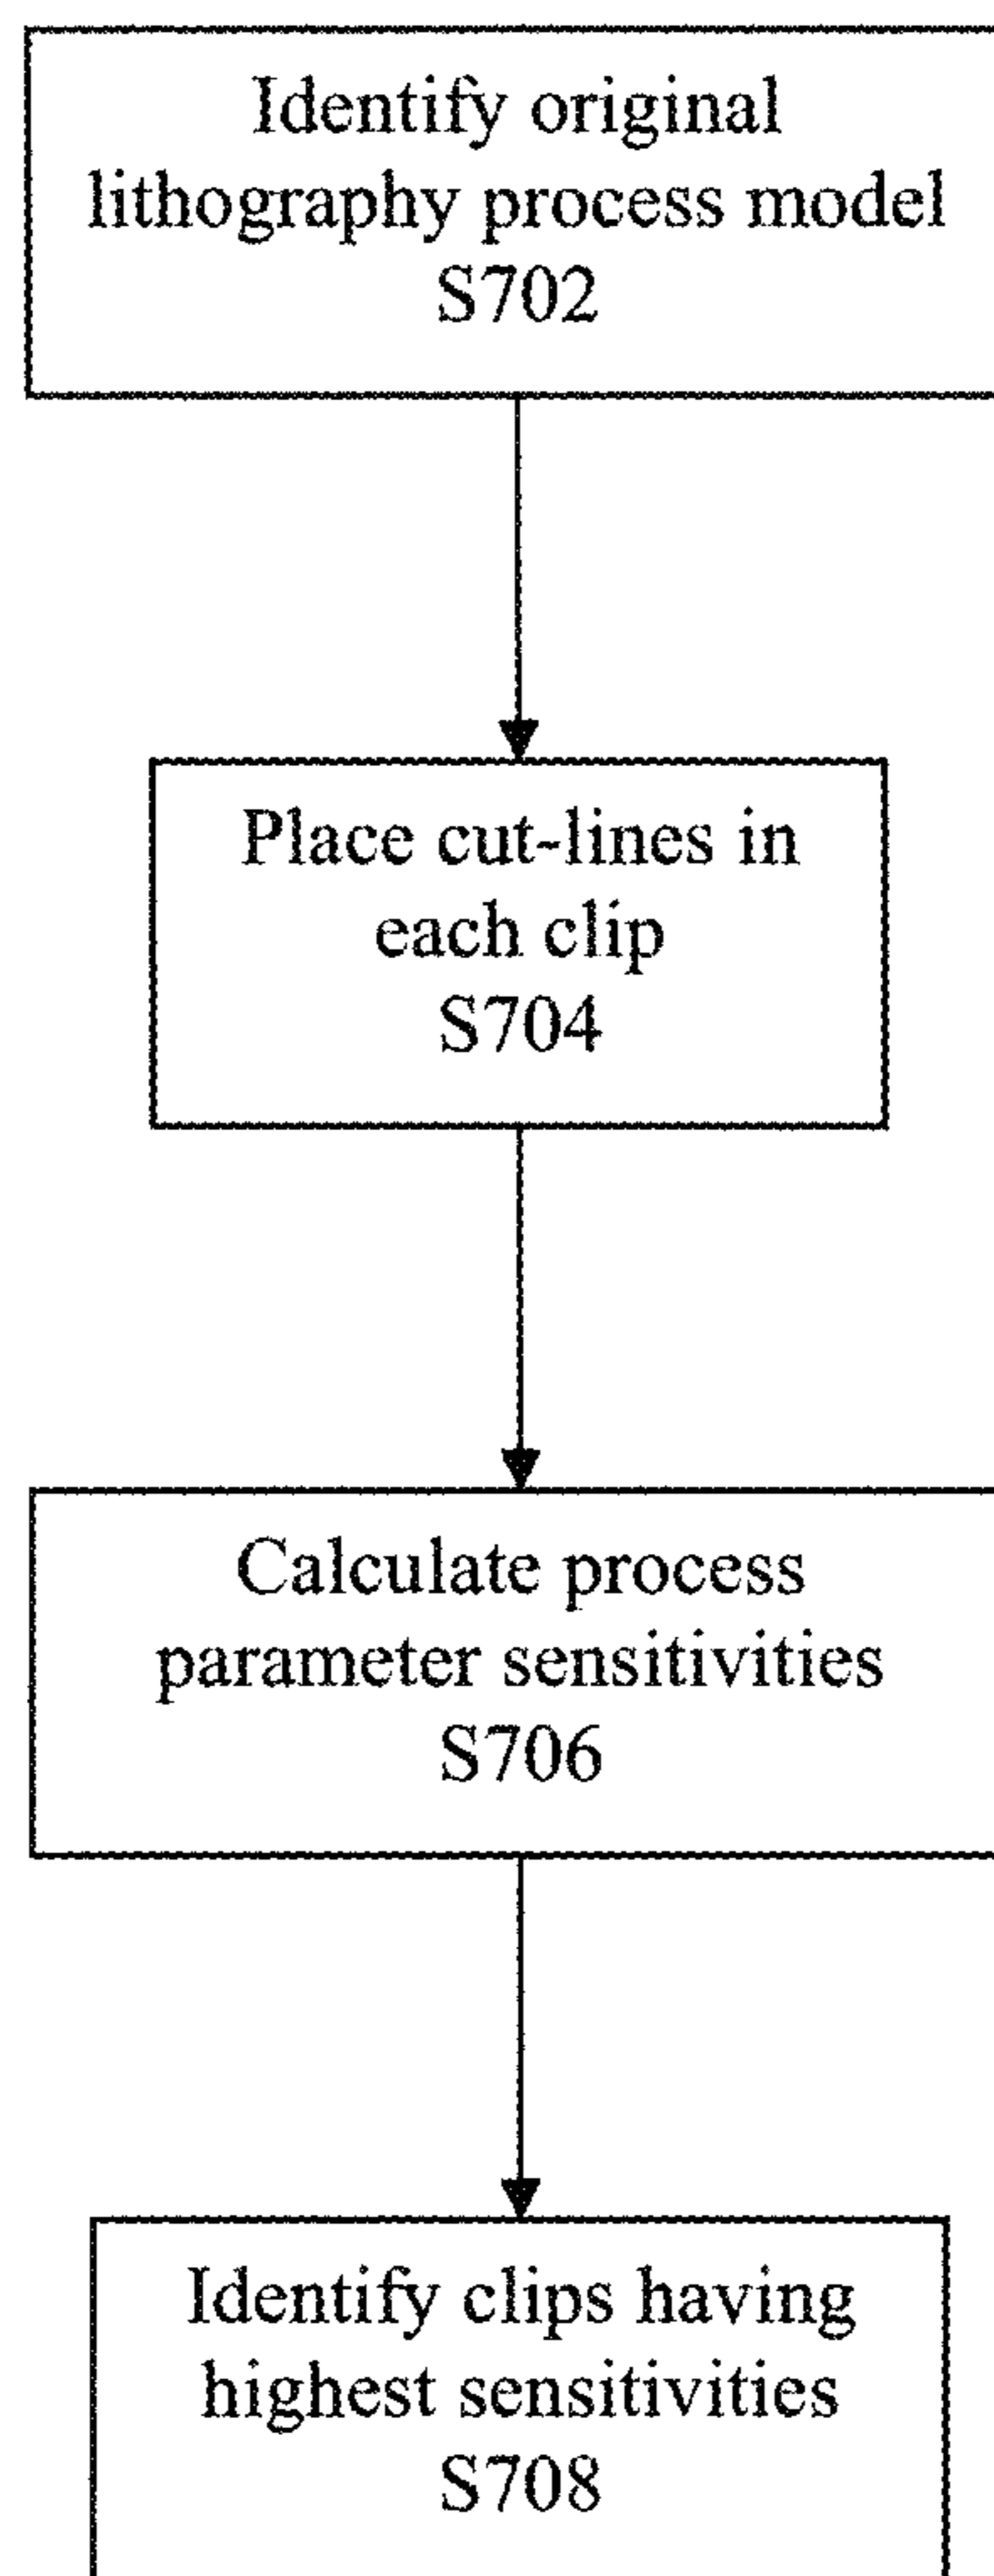 Identify original
lithography process model
S702
Place cut-lines in
each clip
S704
Calculate process
parameter sensitivities
S706
Identify clips having
highest sensitivities
S708